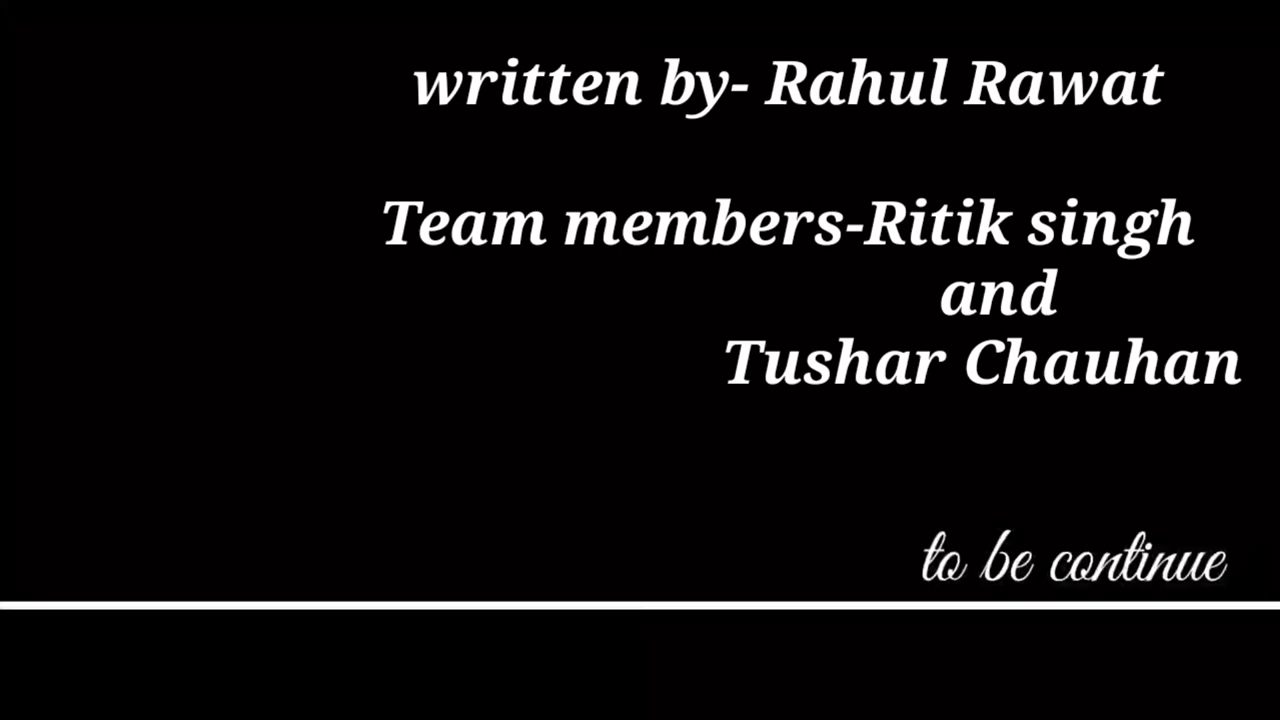 written by- Rahul Rawat
Team members-Ritik singh
and
Tushar Chauhan
to be continue